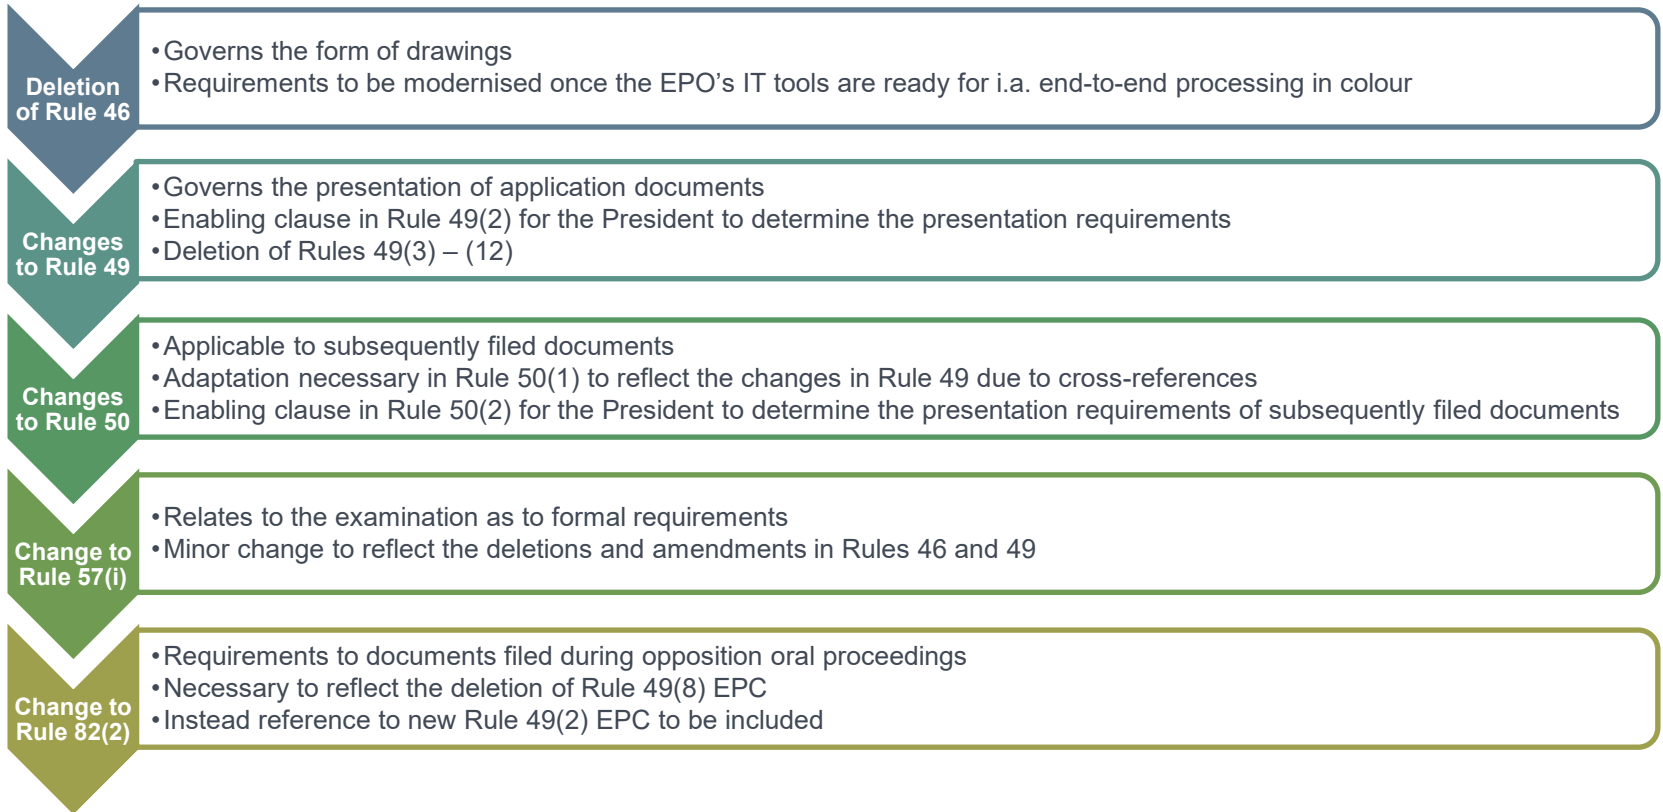 Deletion
of Rule 46
•Governs the form of drawings
•Requirements to be modernised once the EPO's IT tools are ready for i.a. end-to-end processing in colour
Changes
to Rule 49
•Governs the presentation of application documents
•Enabling clause in Rule 49(2) for the President to determine the presentation requirements
•Deletion of Rules 49(3) – (12)
Changes
to Rule 50
•Applicable to subsequently filed documents
•Adaptation necessary in Rule 50(1) to reflect the changes in Rule 49 due to cross-references
•Enabling clause in Rule 50(2) for the President to determine the presentation requirements of subsequently filed documents
Change to
Rule 57(i)
•Relates to the examination as to formal requirements
•Minor change to reflect the deletions and amendments in Rules 46 and 49
Change to
Rule 82(2)
•Requirements to documents filed during opposition oral proceedings
•Necessary to reflect the deletion of Rule 49(8) EPC
•Instead reference to new Rule 49(2) EPC to be included